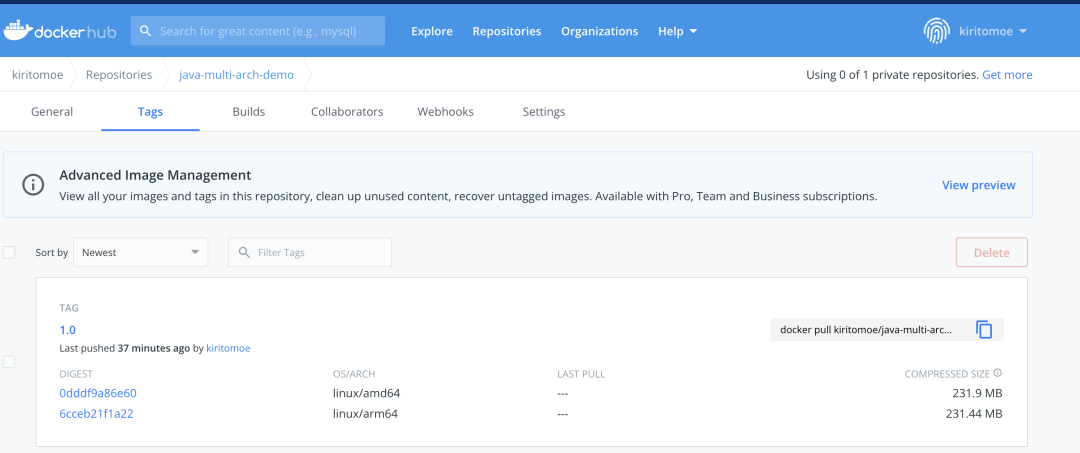 dockerhub
Search for great content (e.g., mysql)
Explore Repositories Organizations Help
kiritomoe
kiritomoe Repositories java-multi-arch-demo
Using 0 of 1 private repositories. Get more
General Tags Builds Collaborators Webhooks Settings
Advanced Image Management
View all your images and tags in this repository, clean up unused content, recover untagged images. Available with Pro, Team and Business subscriptions.
View preview
Sort by Newest Filter Tags Delete
TAG
1.0
docker pull kiritomoe/java-multi-arc...
Last pushed 37 minutes ago by kiritomoe
DIGEST OS/ARCH LAST PULL COMPRESSED SIZE
0dddf9a86e60 linux/amd64 --- 231.9 MB
6cceb21f1a22 linux/arm64 --- 231.44 MB